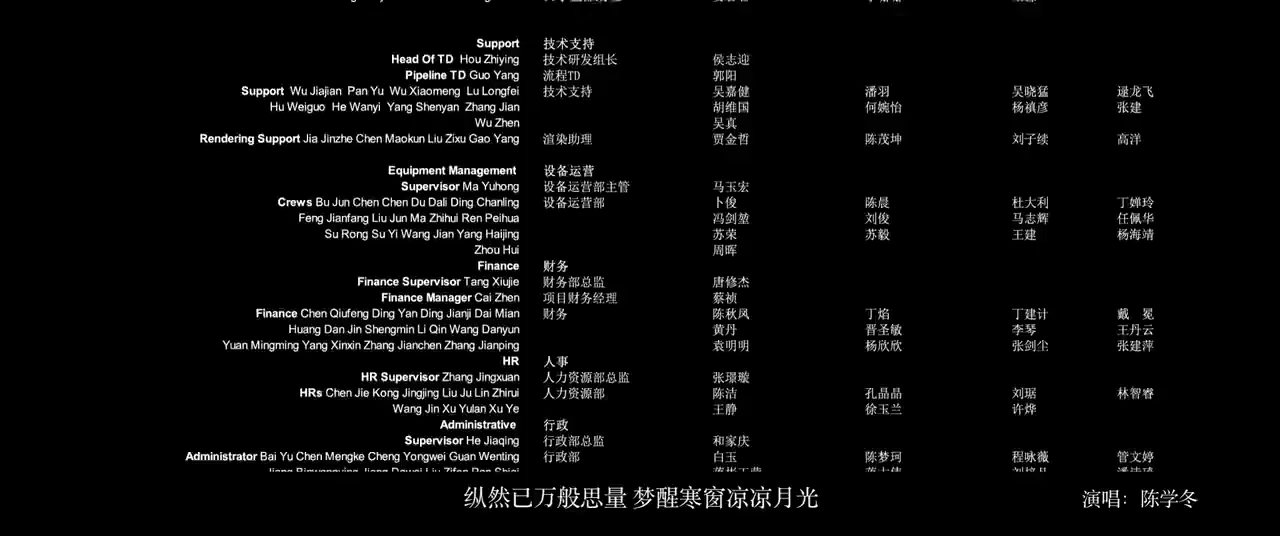 Support 技术支持
Head Of TD Hou Zhiying 技术研发组长 侯志迎
Pipeline TD Guo Yang 流程TD 郭阳
Support Wu Jiajian Pan Yu Wu Xiaomeng Lu Longfei 技术支持 吴嘉健 潘羽 吴晓猛 逯龙飞
Hu Weiguo He Wanyi Yang Shenyan Zhang Jian 胡维国 何婉怡 杨禛彦 张建
Wu Zhen 吴真
Rendering Support Jia Jinzhe Chen Maokun Liu Zixu Gao Yang 渲染助理 贾金哲 陈茂坤 刘子续 高洋
Equipment Management 设备运营
Supervisor Ma Yuhong 设备运营部主管 马玉宏
Crews Bu Jun Chen Chen Du Dali Ding Chanling 设备运营部 卜俊 陈晨 杜大利 丁婵玲
Feng Jianfang Liu Jun Ma Zhihui Ren Peihua 冯剑堃 刘俊 马志辉 任佩华
Su Rong Su Yi Wang Jian Yang Haijing 苏荣 苏毅 王建 杨海靖
Zhou Hui 周晖
Finance 财务
Finance Supervisor Tang Xiujie 财务部总监 唐修杰
Finance Manager Cai Zhen 项目财务经理 蔡祯
Finance Chen Qiufeng Ding Yan Ding Jianji Dai Mian 财务 陈秋凤 丁焰 丁建计 戴 冕
Huang Dan Jin Shengmin Li Qin Wang Danyun 黄丹 晋圣敏 李琴 王丹云
Yuan Mingming Yang Xinxin Zhang Jianchen Zhang Jianping 袁明明 杨欣欣 张剑尘 张建萍
HR 人事
HR Supervisor Zhang Jingxuan 人力资源部总监 张璟璇
HRs Chen Jie Kong Jingjing Liu Ju Lin Zhirui 人力资源部 陈洁 孔晶晶 刘琚 林智睿
Wang Jin Xu Yulan Xu Ye 王静 徐玉兰 许烨
Administrative 行政
Supervisor He Jiaqing 行政部总监 和家庆
Administrator Bai Yu Chen Mengke Cheng Yongwei Guan Wenting 行政部 白玉 陈梦珂 程咏薇 管文婷
纵然已万般思量 梦醒寒窗凉凉月光
演唱：陈学冬